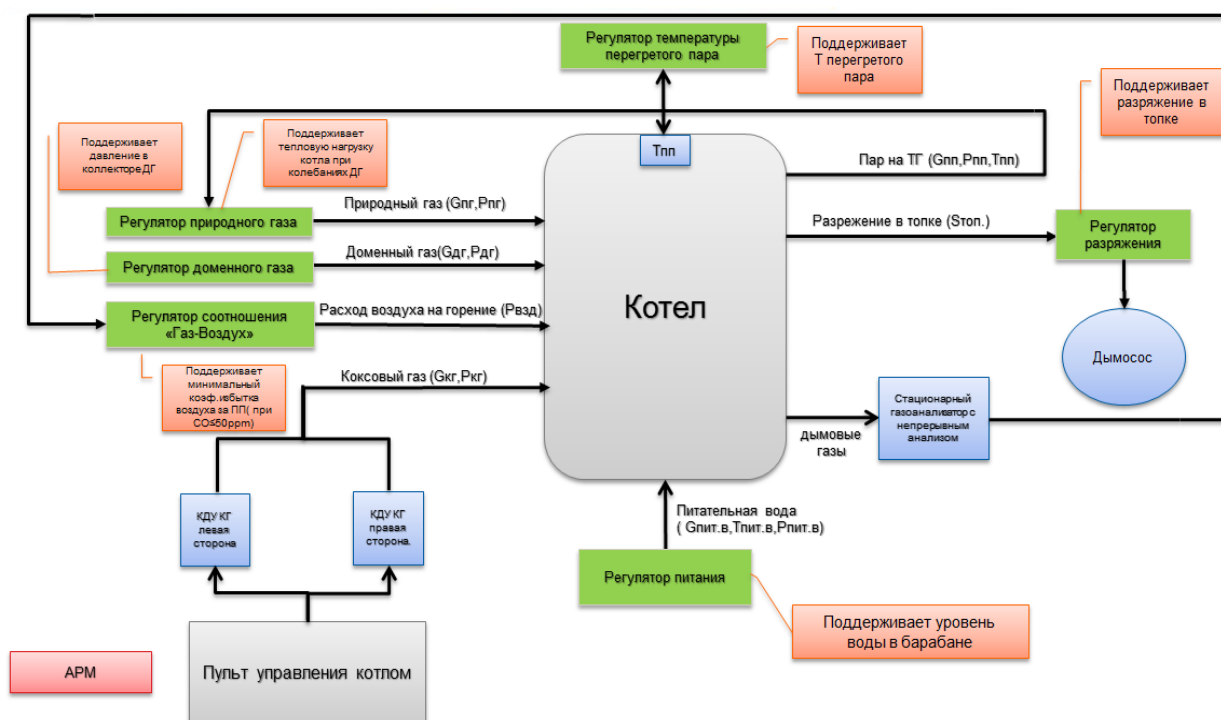 Регулятор температуры
перегретого пара
Поддерживает
Т перегретого
пара
Поддерживает
разряжение в
топке
Поддерживает
давление в
коллекторе ДГ
Поддерживает
тепловую нагрузку
котла при
колебаниях ДГ
Тпп
Пар на ТГ (Gпп,Рпп,Тпп)
Регулятор природного газа
Природный газ (Gпг,Рпг)
Разрежение в топке (Sтоп.)
Регулятор
разряжения
Регулятор доменного газа
Доменный газ(Gдг,Рдг)
Регулятор соотношения
«Газ-Воздух»
Расход воздуха на горение (Рвзд)
Котел
Дымосос
Поддерживает
минимальный
коэф.избытка
воздуха за ПП( при
СО≤50ppm)
Коксовый газ (Gкг,Ркг)
Стационарный
газоанализатор с
непрерывным
анализом
дымовые
газы
КДУ КГ
левая
сторона
КДУ КГ
правая
сторона.
Питательная вода
( Gпит.в,Тпит.в,Рпит.в)
Регулятор питания
Поддерживает уровень
воды в барабане
АРМ
Пульт управления котлом